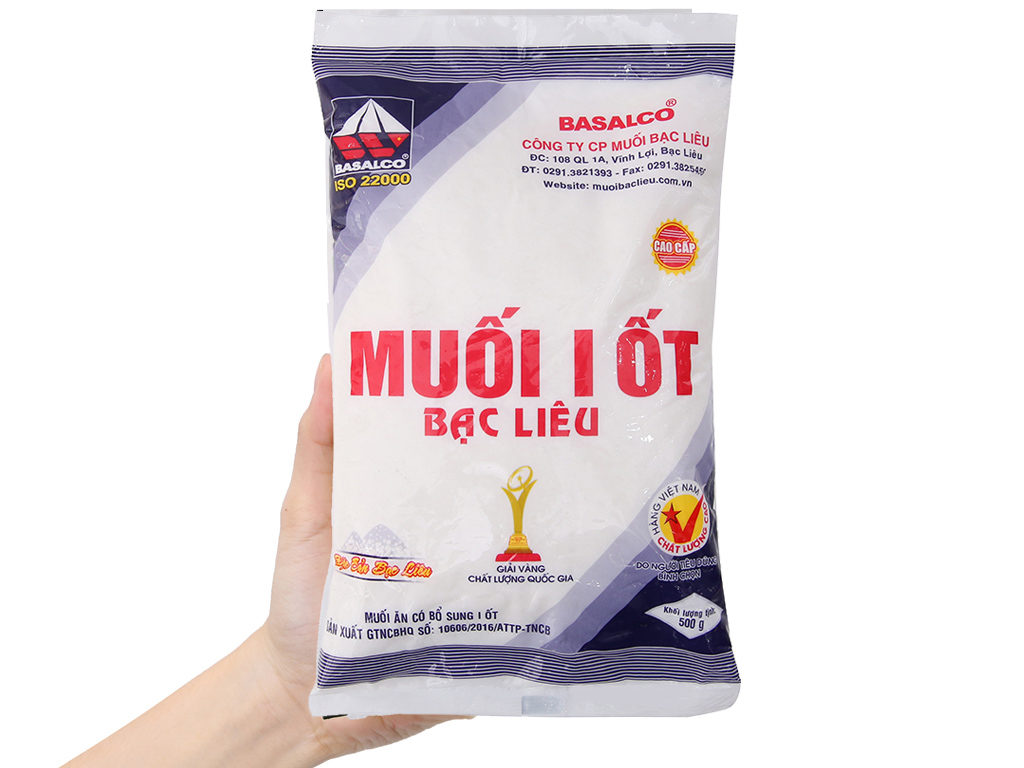 BASALCO®
ISO 22000
BASALCO®
CÔNG TY CP MUỐI BẠC LIÊU
ĐC: 108 QL 1A, Vĩnh Lợi, Bạc Liêu
ĐT: 0291.3821393 - Fax:
Website: muoibaclieu.com.vn
CAO CẤP
MUỐI I ỐT
BẠC LIÊU
GIẢI VÀNG
CHẤT LƯỢNG QUỐC GIA
HÀNG VIỆT NAM
CHẤT LƯỢNG CAO
DO NGƯỜI TIÊU DÙNG
BÌNH CHỌN
Bạc Liêu
MUỐI ĂN CÓ BỔ SUNG I ỐT
XUẤT GTNCBHQ SỐ: 10606/2016/ATTP-TNCB
Khối lượng tịnh:
500 g